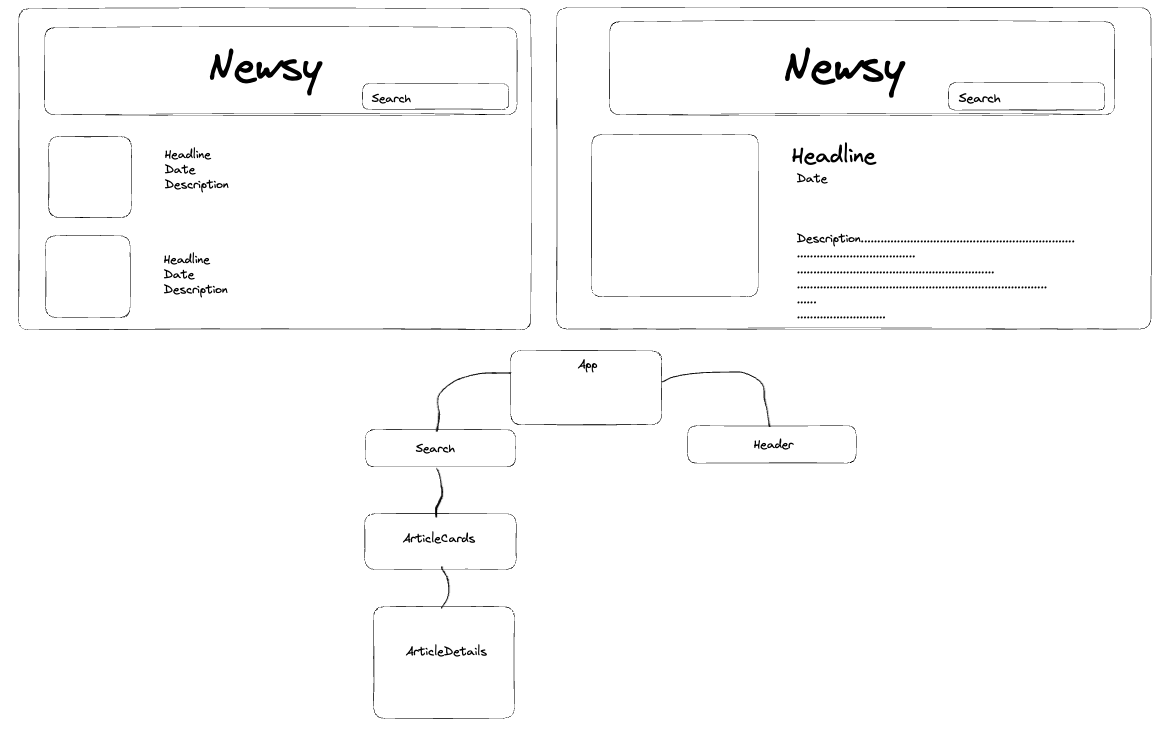 Newsy
Search
Headline
Date
Description
Headline
Date
Description
Newsy
Search
Headline
Date
Description..................................................................
....................................
.............................................................
.............................................................................
......
...........................
App
Search
Header
ArticleCards
ArticleDetails